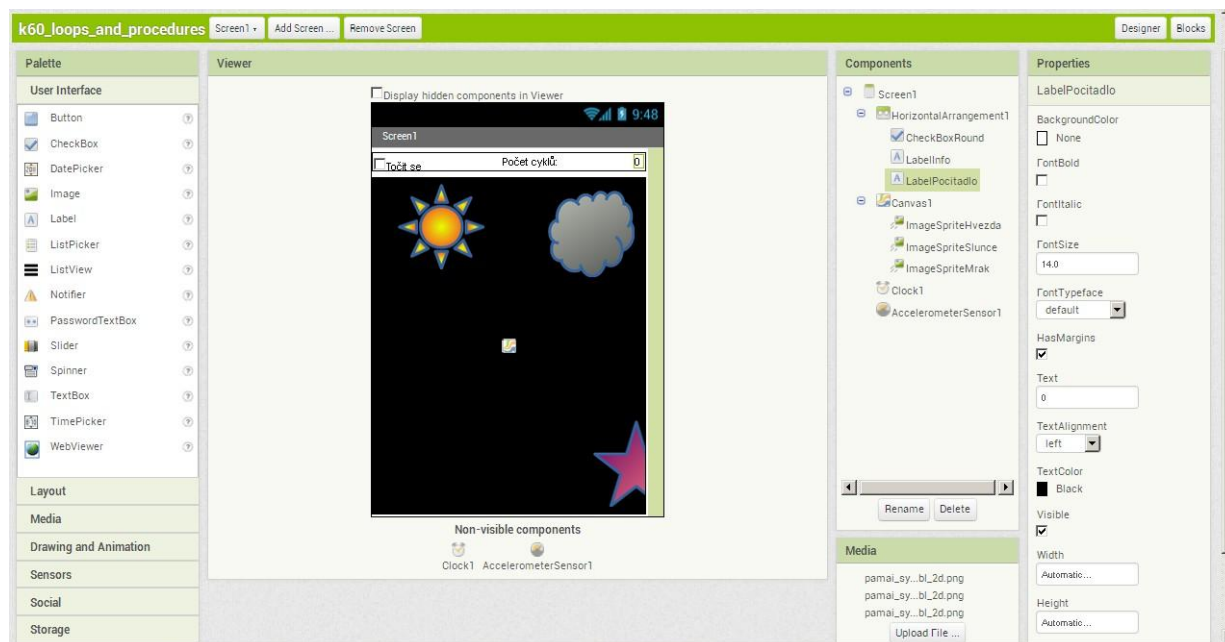 k60_loops_and_procedures Screen1 Add Screen ... Remove Screen Designer Blocks
Palette
User Interface
Button
CheckBox
DatePicker
Image
Label
ListPicker
ListView
Notifier
PasswordTextBox
Slider
Spinner
TextBox
TimePicker
WebViewer
Layout
Media
Drawing and Animation
Sensors
Social
Storage
Viewer
Display hidden components in Viewer
9:48
Screen1
Točit se Počet cyklů: 0
Non-visible components
Clock1 AccelerometerSensor1
Components
Screen1
HorizontalArrangement1
CheckBoxRound
LabelInfo
LabelPocitadlo
Canvas1
ImageSpriteHvezda
ImageSpriteSlunce
ImageSpriteMrak
Clock1
AccelerometerSensor1
Rename Delete
Media
pamai_sy...bl_2d.png
pamai_sy...bl_2d.png
pamai_sy...bl_2d.png
Upload File ...
Properties
LabelPocitadlo
BackgroundColor
None
FontBold
FontItalic
FontSize
14.0
FontTypeface
default
HasMargins
Text
0
TextAlignment
left
TextColor
Black
Visible
Width
Automatic...
Height
Automatic...